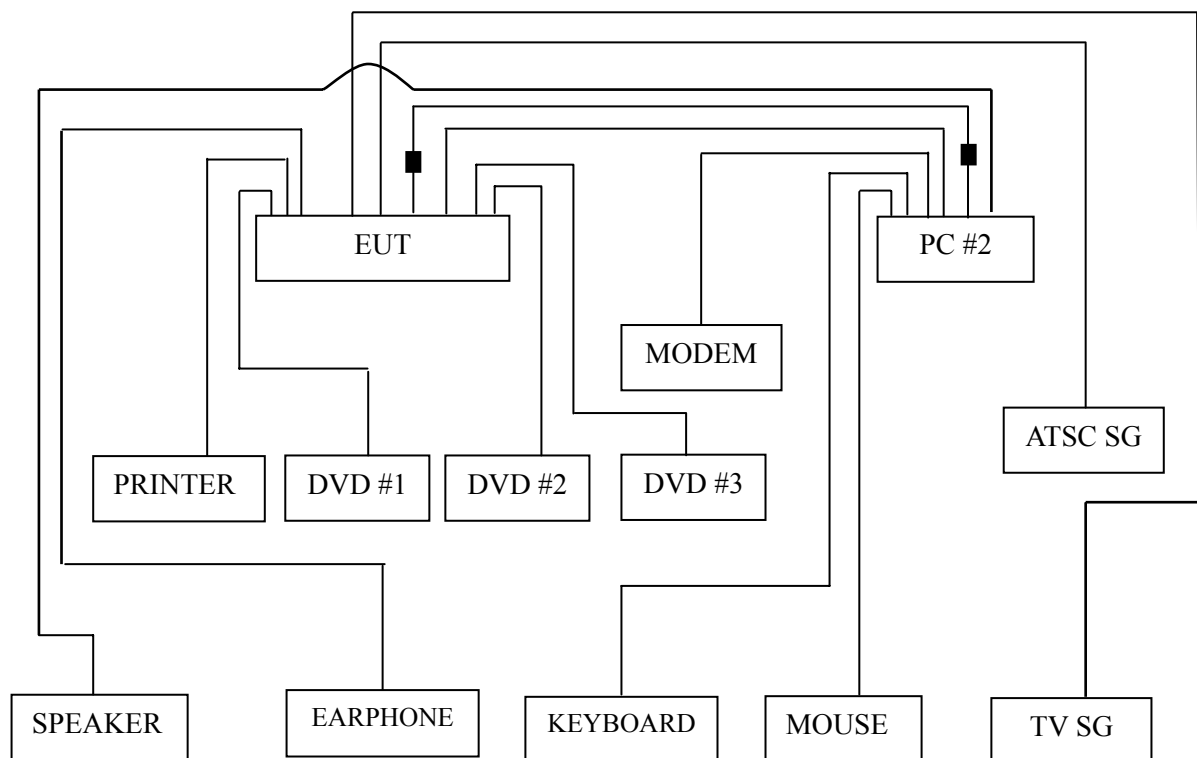 EUT
PC #2
MODEM
ATSC SG
PRINTER
DVD #1
DVD #2
DVD #3
SPEAKER
EARPHONE
KEYBOARD
MOUSE
TV SG